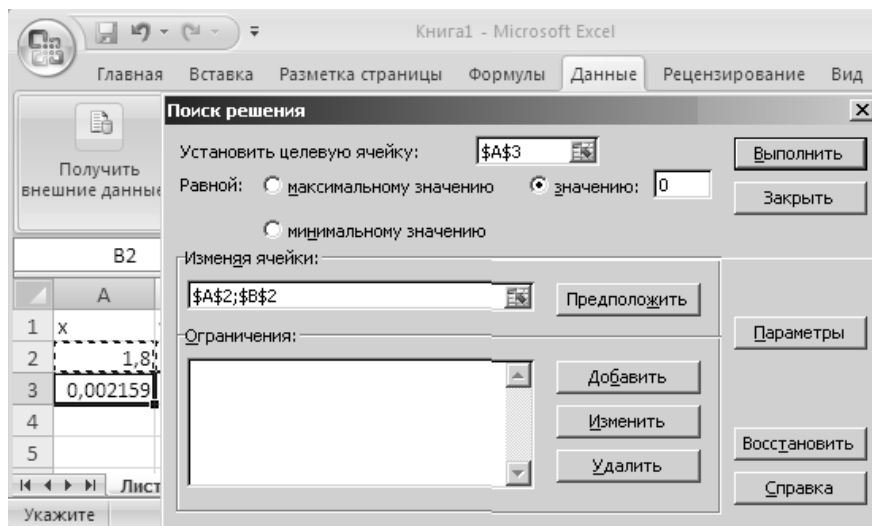 Книга1 - Microsoft Excel
Главная Вставка Разметка страницы Формулы Данные Рецензирование Вид
Получить
внешние данные
Поиск решения
Установить целевую ячейку: $A$3
Равной: максимальному значению значению: 0
минимальному значению
Изменяя ячейки:
$A$2;$B$2
Предположить
Ограничения:
Добавить
Изменить
Удалить
Выполнить
Закрыть
Параметры
Восстановить
Справка
B2
A
1 x
2 1,8
3 0,002159
4
5
Лист
Укажите